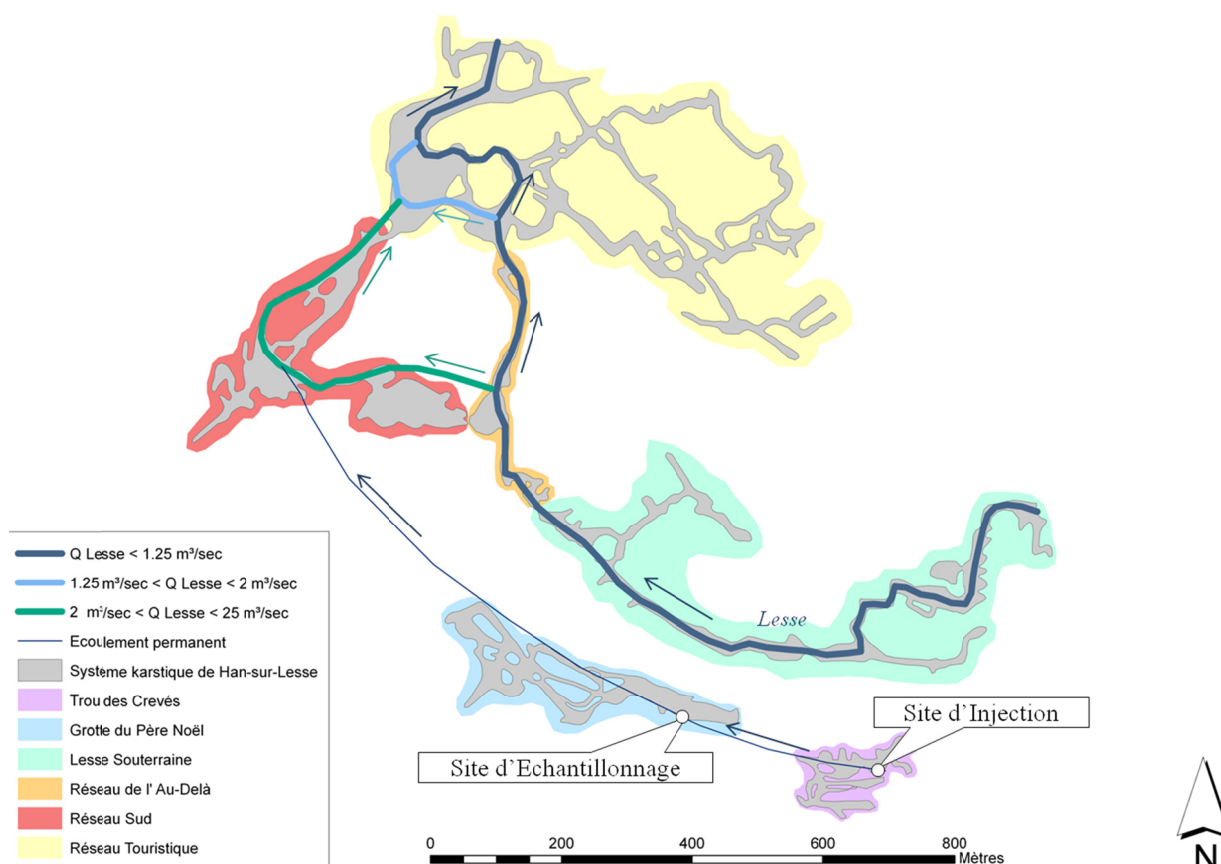 Lesse
Site d'Injection
Site d'Echantillonnage
Q Lesse < 1.25 m³/sec
1.25 m³/sec < Q Lesse < 2 m³/sec
2 m³/sec < Q Lesse < 25 m³/sec
Ecoulement permanent
Système karstique de Han-sur-Lesse
Trou des Crevés
Grotte du Père Noël
Lesse Souterraine
Réseau de l' Au-Delà
Réseau Sud
Réseau Touristique
0 200 400 600 800
Mètres
N